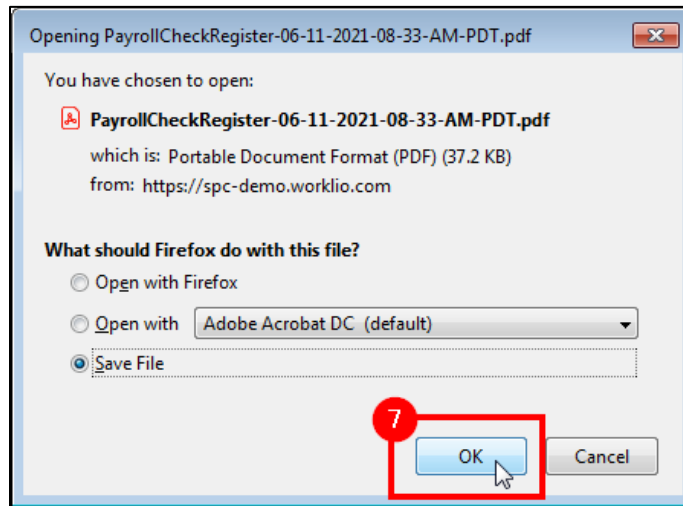 Opening PayrollCheckRegister-06-11-2021-08-33-AM-PDT.pdf
You have chosen to open:
PayrollCheckRegister-06-11-2021-08-33-AM-PDT.pdf
which is: Portable Document Format (PDF) (37.2 KB)
from: https://spc-demo.worklio.com
What should Firefox do with this file?
Open with Firefox
Open with Adobe Acrobat DC (default)
Save File
7
OK Cancel